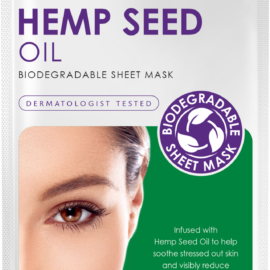 HEMP SEED
OIL
BIODEGRADABLE SHEET MASK
DERMATOLOGIST TESTED
BIODEGRADABLE
SHEET MASK
Infused with
Hemp Seed Oil to help
soothe stressed out skin
and visibly reduce